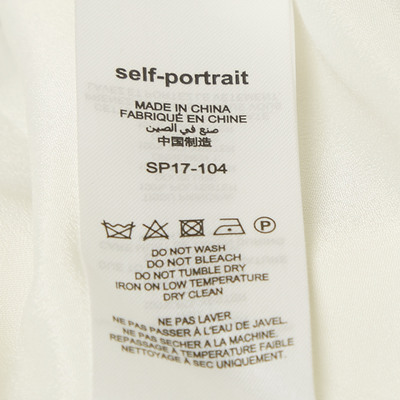 self-portrait
MADE IN CHINA
FABRIQUÉ EN CHINE
صنع في الصين
中国制造
SP17-104
DO NOT WASH
DO NOT BLEACH
DO NOT TUMBLE DRY
IRON ON LOW TEMPERATURE
DRY CLEAN
NE PAS LAVER
NE PAS PASSER À L'EAU DE JAVEL.
NE PAS SECHER A LA MACHINE.
REPASSAGE À TEMPERATURE FAIBLE
NETTOYAGE À SEC UNIQUEMENT.